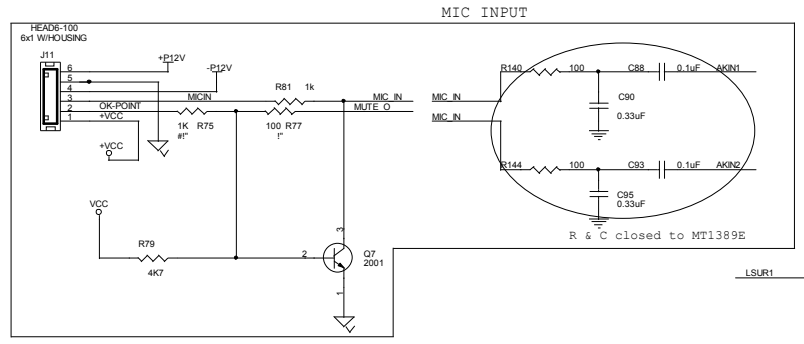 MIC INPUT
HEAD6-100
6x1 W/HOUSING
J11
+P12V
-P12V
6
5
4
3
2
1
MICIN
OK-POINT
+VCC
+VCC
R81 1k
MIC_IN
MUTE_O
1K R75
#!"
100 R77
!"
MIC_IN
MIC_IN
R140 100 C88 0.1uF AKIN1
C90
0.33uF
R144 100 C93 0.1uF AKIN2
C95
0.33uF
R & C closed to MT1389E
VCC
R79
4K7
3
2
1
Q7
2001
LSUR1